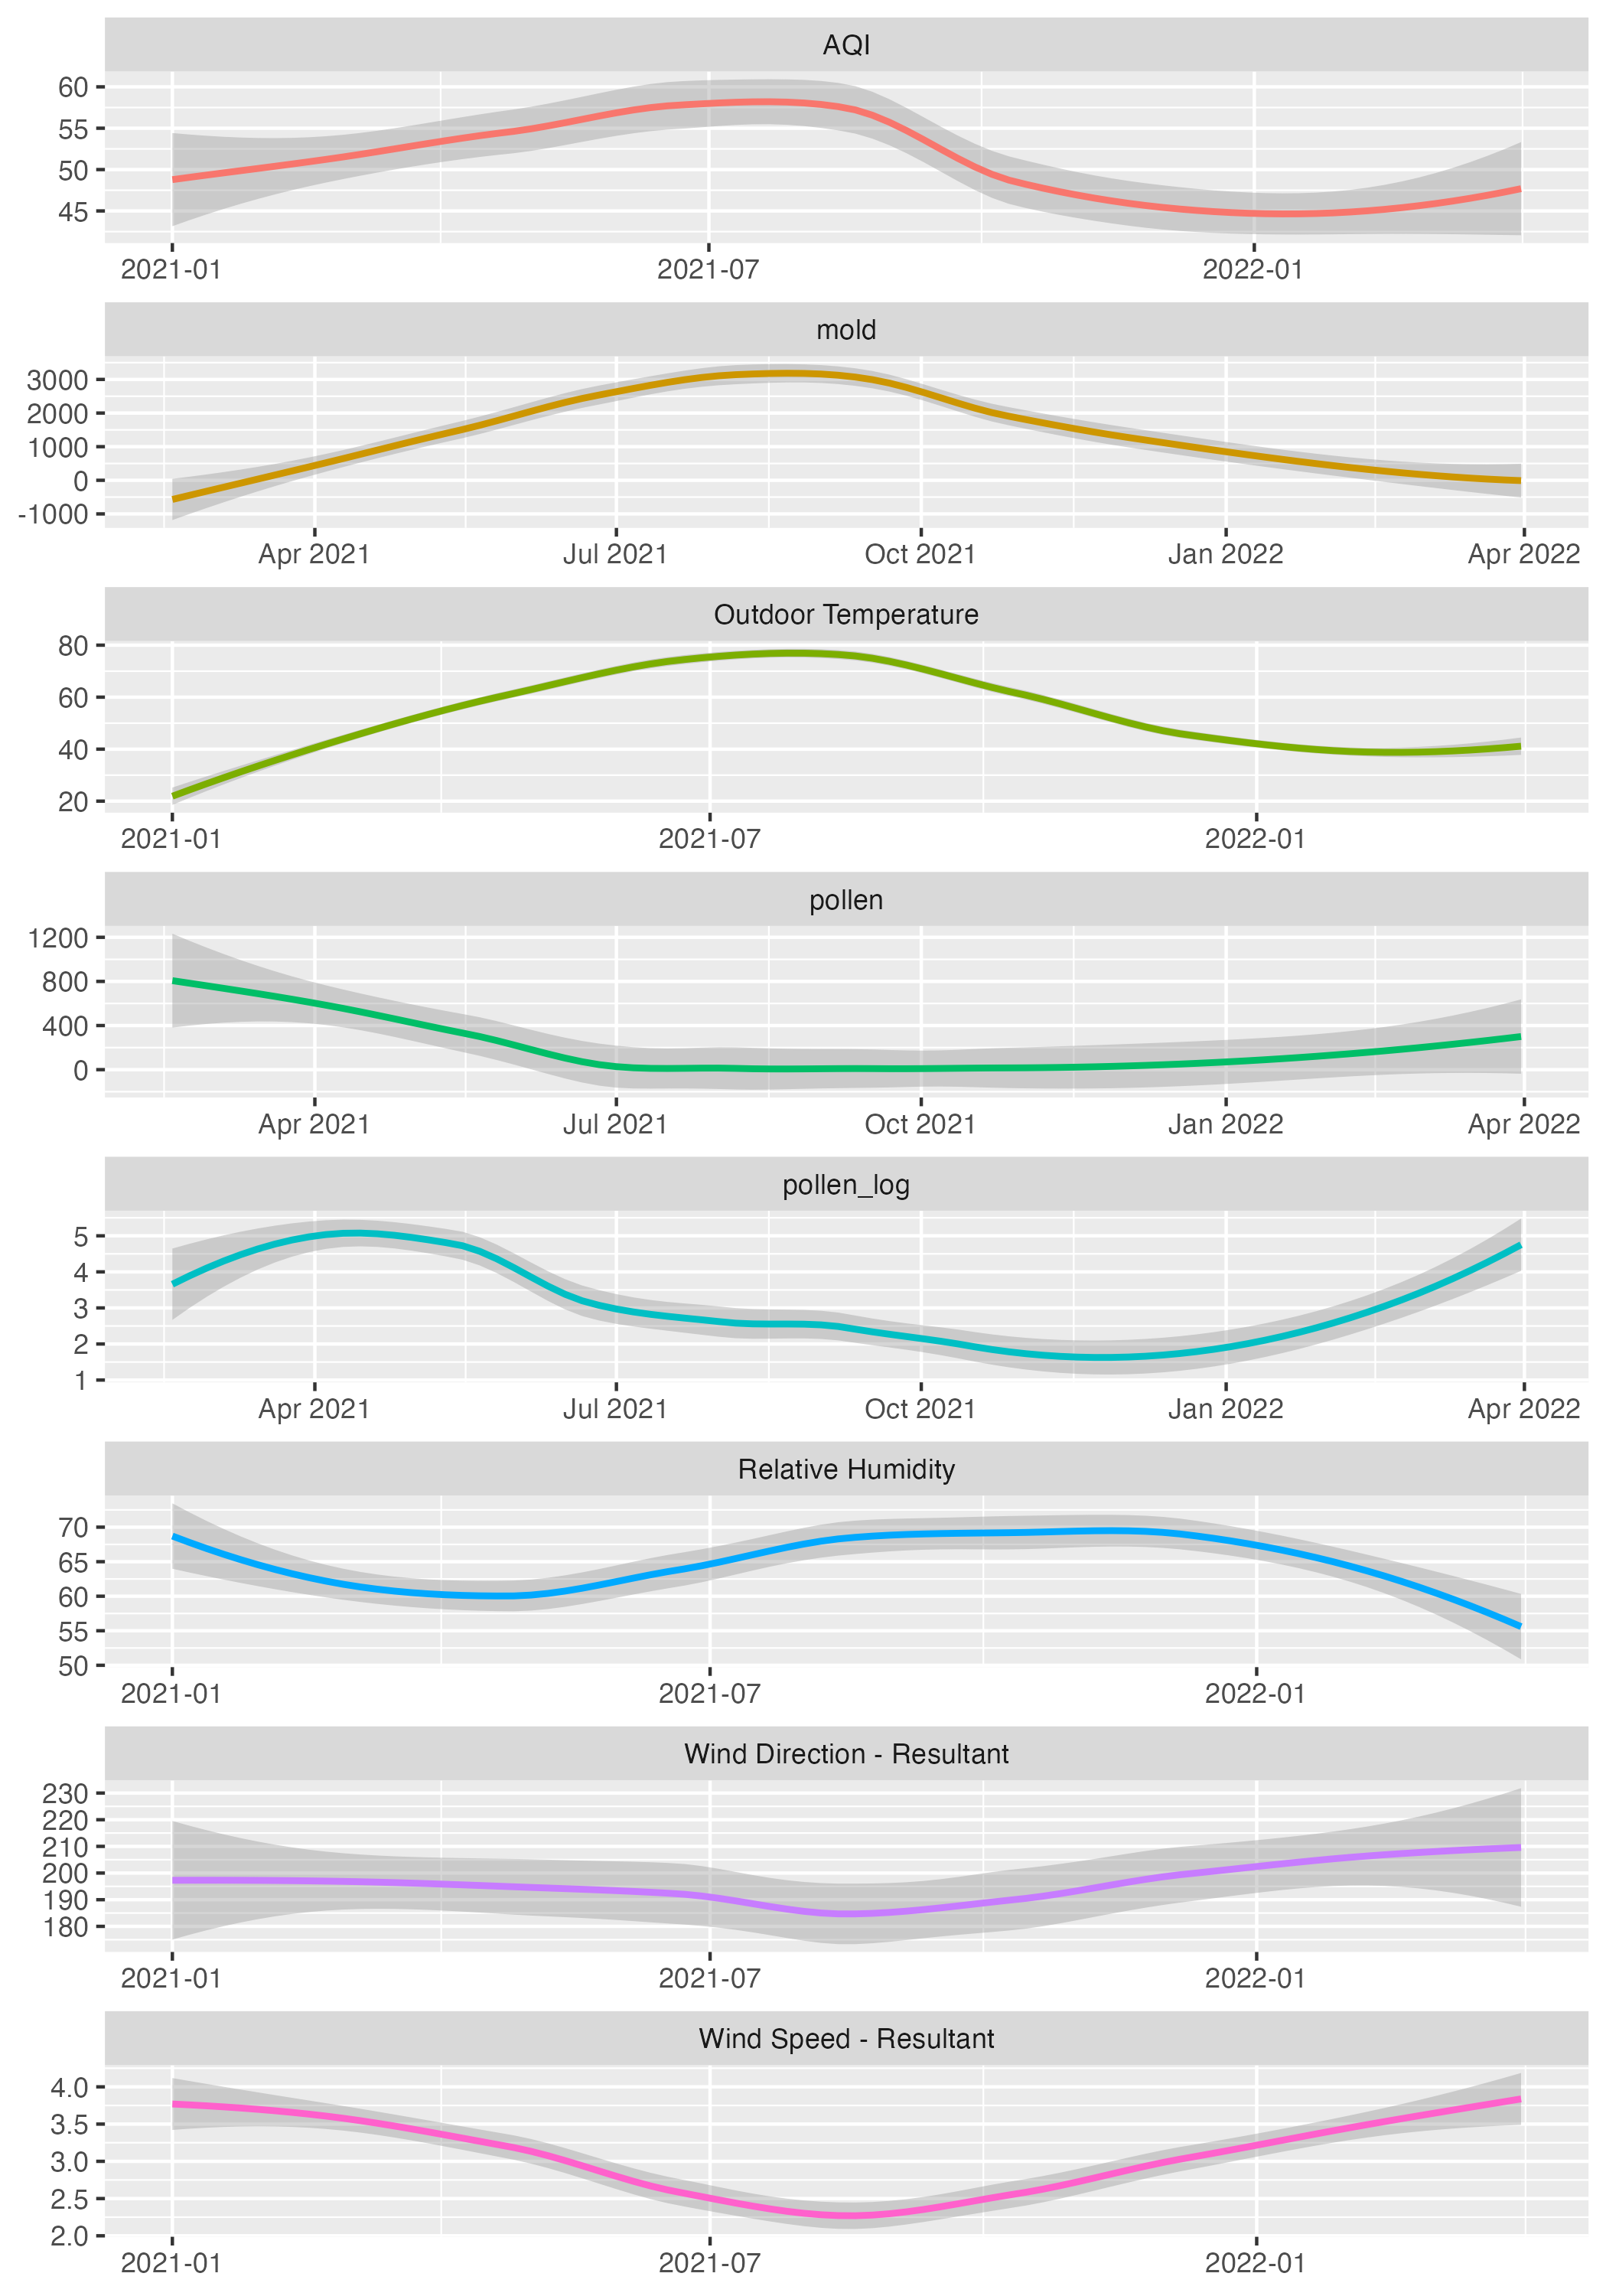 AQI
60
55
50
45
2021-01 2021-07 2022-01
mold
3000
2000
1000
0
-1000
Apr 2021 Jul 2021 Oct 2021 Jan 2022 Apr 2022
Outdoor Temperature
80
60
40
20
2021-01 2021-07 2022-01
pollen
1200
800
400
0
Apr 2021 Jul 2021 Oct 2021 Jan 2022 Apr 2022
pollen_log
5
4
3
2
1
Apr 2021 Jul 2021 Oct 2021 Jan 2022 Apr 2022
Relative Humidity
70
65
60
55
50
2021-01 2021-07 2022-01
Wind Direction - Resultant
230
220
210
200
190
180
2021-01 2021-07 2022-01
Wind Speed - Resultant
4.0
3.5
3.0
2.5
2.0
2021-01 2021-07 2022-01